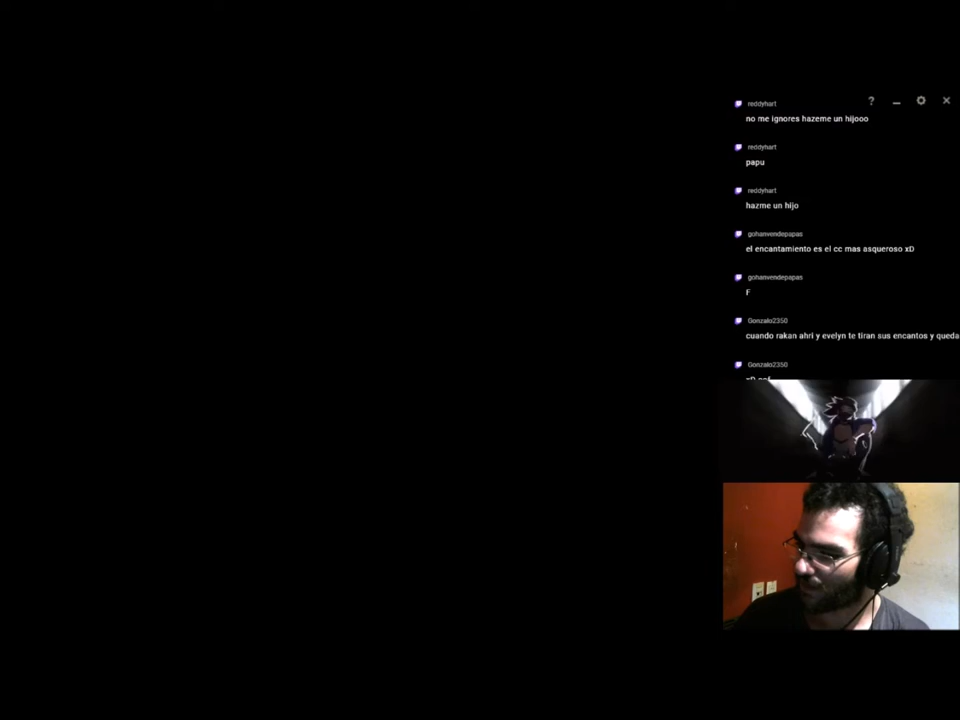 reddyhart
no me ignores hazeme un hijooo
reddyhart
papu
reddyhart
hazme un hijo
gohanvendepapas
el encantamiento es el cc mas asqueroso xD
gohanvendepapas
F
Gonzalo2350
cuando rakan ahri y evelyn te tiran sus encantos y queda
Gonzalo2350